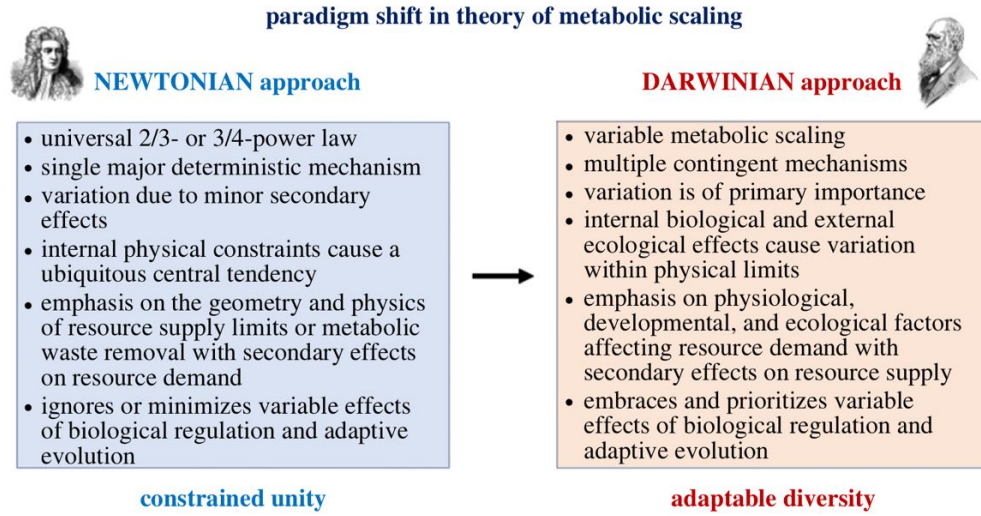 paradigm shift in theory of metabolic scaling
NEWTONIAN approach
• universal 2/3- or 3/4-power law
• single major deterministic mechanism
• variation due to minor secondary
effects
• internal physical constraints cause a
ubiquitous central tendency
• emphasis on the geometry and physics
of resource supply limits or metabolic
waste removal with secondary effects
on resource demand
• ignores or minimizes variable effects
of biological regulation and adaptive
evolution
constrained unity
DARWINIAN approach
• variable metabolic scaling
• multiple contingent mechanisms
• variation is of primary importance
• internal biological and external
ecological effects cause variation
within physical limits
• emphasis on physiological,
developmental, and ecological factors
affecting resource demand with
secondary effects on resource supply
• embraces and prioritizes variable
effects of biological regulation and
adaptive evolution
adaptable diversity